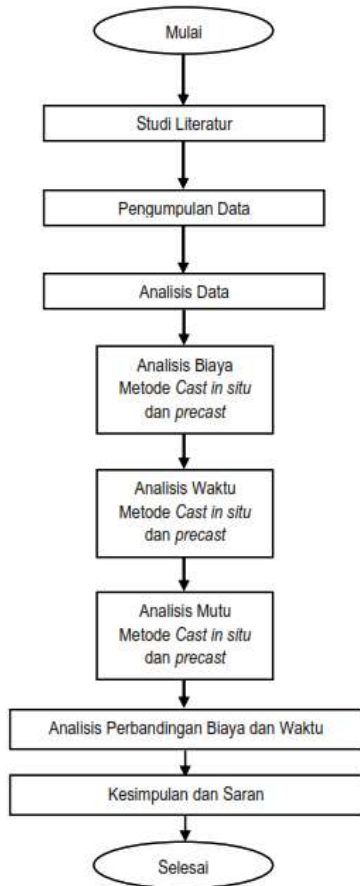 Mulai
Studi Literatur
Pengumpulan Data
Analisis Data
Analisis Biaya
Metode Cast in situ
dan precast
Analisis Waktu
Metode Cast in situ
dan precast
Analisis Mutu
Metode Cast in situ
dan precast
Analisis Perbandingan Biaya dan Waktu
Kesimpulan dan Saran
Selesai